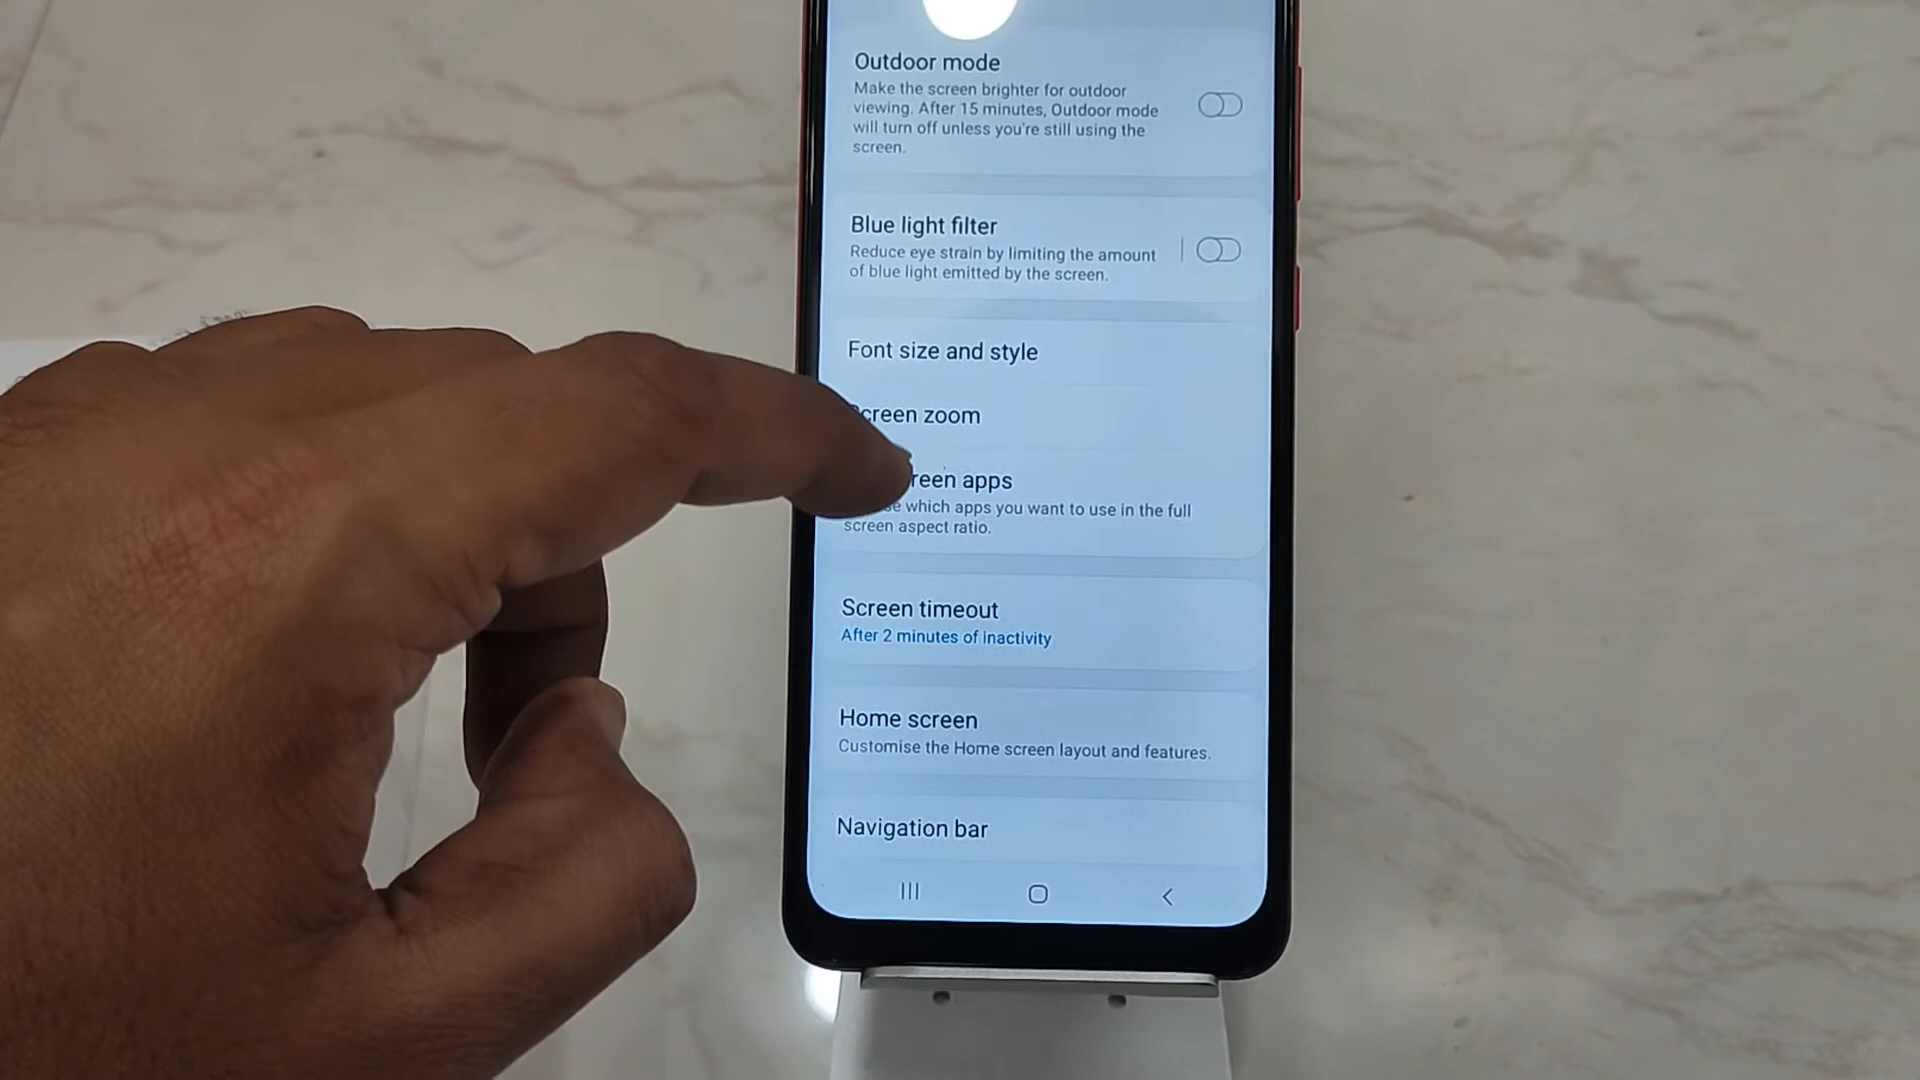 Outdoor mode
Make the screen brighter for outdoor
viewing. After 15 minutes, Outdoor mode
will turn off unless you're still using the
screen.
Blue light filter
Reduce eye strain by limiting the amount
of blue light emitted by the screen.
Font size and style
creen zoom
reen apps
se which apps you want to use in the full
screen aspect ratio.
Screen timeout
After 2 minutes of inactivity
Home screen
Customise the Home screen layout and features.
Navigation bar